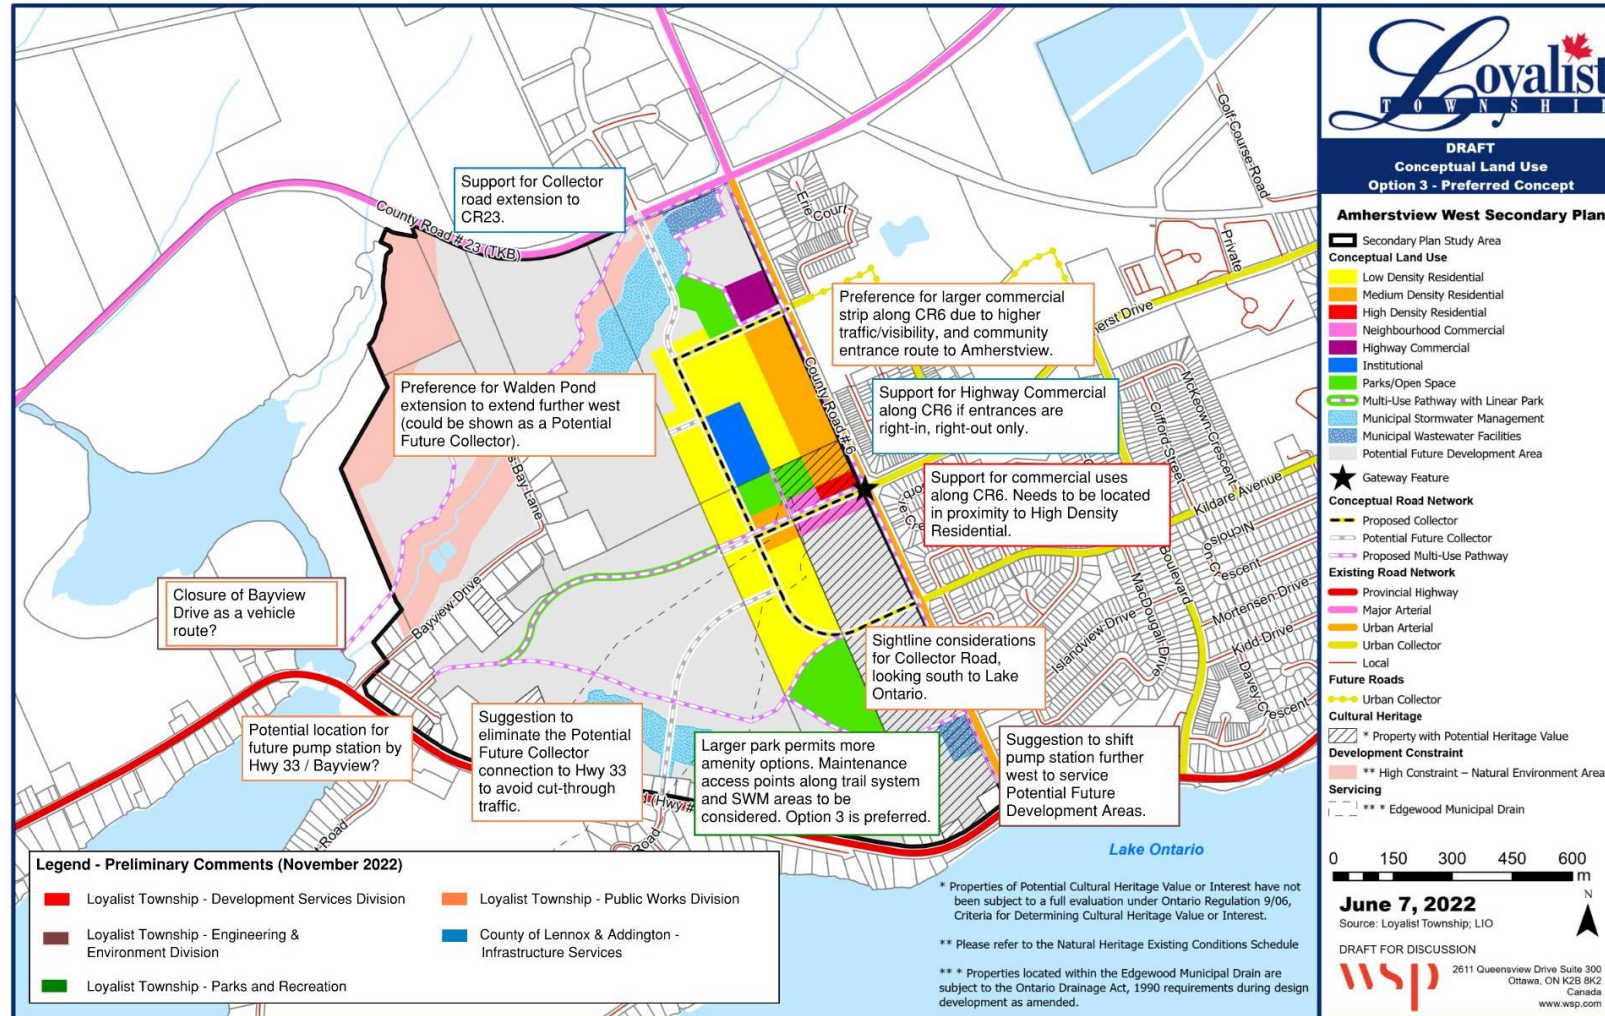 Support for Collector
road extension to
CR23.
County Road # 23 (TKB)
Erie Court
Golf-Course-Road
Private
Preference for larger commercial
strip along CR6 due to higher
traffic/visibility, and community
entrance route to Amherstview.
erst Drive
Preference for Walden Pond
extension to extend further west
(could be shown as a Potential
Future Collector).
County Road # 6
Support for Highway Commercial
along CR6 if entrances are
right-in, right-out only.
McKeown-Crescent
Clifford-Street
s-Bay-Lane
Support for commercial uses
along CR6. Needs to be located
in proximity to High Density
Residential.
Kildare Avenue
Nicholson-Crescent
Boulevard
Closure of Bayview
Drive as a vehicle
route?
Bayview-Drive
MacDougall-Drive
Mortensen-Drive
Kidd-Drive
Islandview-Drive
Davey-Crescent
Sightline considerations
for Collector Road,
looking south to Lake
Ontario.
Potential location for
future pump station by
Hwy 33 / Bayview?
Suggestion to
eliminate the Potential
Future Collector
connection to Hwy 33
to avoid cut-through
traffic.
Larger park permits more
amenity options. Maintenance
access points along trail system
and SWM areas to be
considered. Option 3 is preferred.
Suggestion to shift
pump station further
west to service
Potential Future
Development Areas.
(Hwy #
Road
Road
Lake Ontario
Legend - Preliminary Comments (November 2022)
Loyalist Township - Development Services Division
Loyalist Township - Public Works Division
Loyalist Township - Engineering &
Environment Division
County of Lennox & Addington -
Infrastructure Services
Loyalist Township - Parks and Recreation
* Properties of Potential Cultural Heritage Value or Interest have not
been subject to a full evaluation under Ontario Regulation 9/06,
Criteria for Determining Cultural Heritage Value or Interest.
** Please refer to the Natural Heritage Existing Conditions Schedule
** * Properties located within the Edgewood Municipal Drain are
subject to the Ontario Drainage Act, 1990 requirements during design
development as amended.
Loyalist
TOWNSHI
DRAFT
Conceptual Land Use
Option 3 - Preferred Concept
Amherstview West Secondary Plan
Secondary Plan Study Area
Conceptual Land Use
Low Density Residential
Medium Density Residential
High Density Residential
Neighbourhood Commercial
Highway Commercial
Institutional
Parks/Open Space
Multi-Use Pathway with Linear Park
Municipal Stormwater Management
Municipal Wastewater Facilities
Potential Future Development Area
Gateway Feature
Conceptual Road Network
Proposed Collector
Potential Future Collector
Proposed Multi-Use Pathway
Existing Road Network
Provincial Highway
Major Arterial
Urban Arterial
Urban Collector
Local
Future Roads
Urban Collector
Cultural Heritage
* Property with Potential Heritage Value
Development Constraint
** High Constraint – Natural Environment Area
Servicing
** * Edgewood Municipal Drain
0 150 300 450 600
m
N
June 7, 2022
Source: Loyalist Township; LIO
DRAFT FOR DISCUSSION
wsp
2611 Queensview Drive Suite 300
Ottawa, ON K2B 8K2
Canada
www.wsp.com